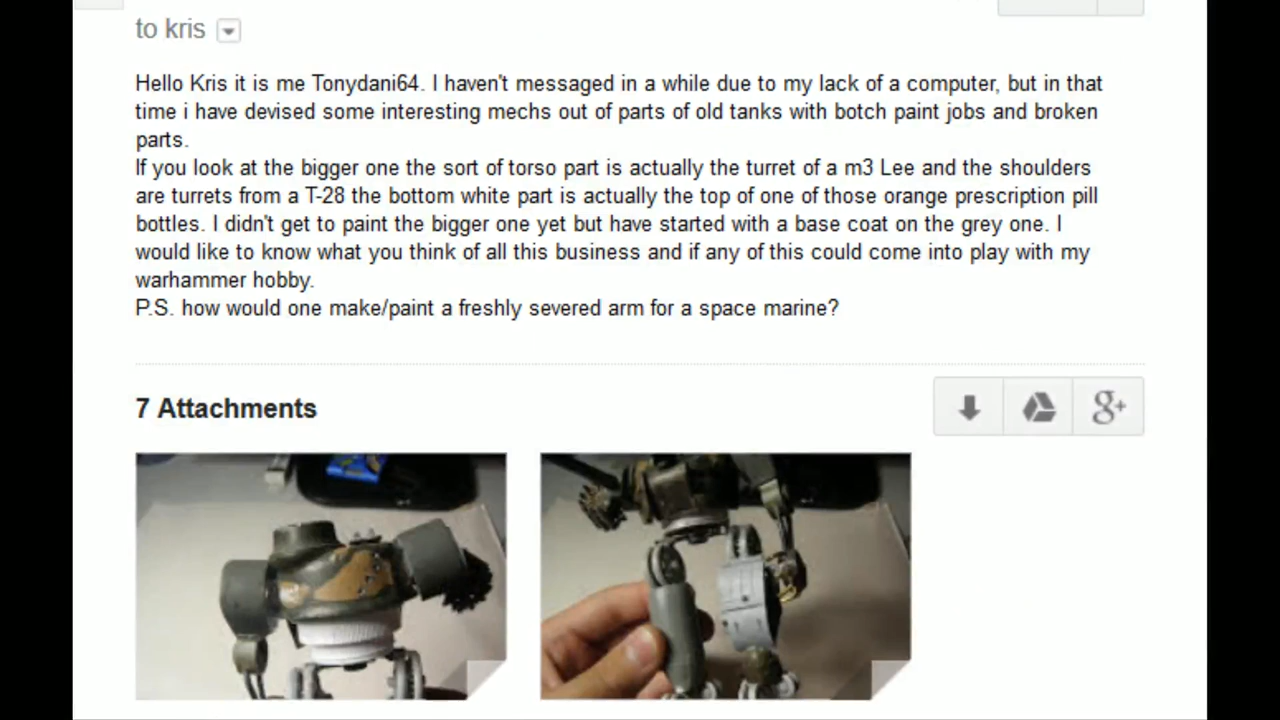 to kris
Hello Kris it is me Tonydani64. I haven't messaged in a while due to my lack of a computer, but in that
time i have devised some interesting mechs out of parts of old tanks with botch paint jobs and broken
parts.
If you look at the bigger one the sort of torso part is actually the turret of a m3 Lee and the shoulders
are turrets from a T-28 the bottom white part is actually the top of one of those orange prescription pill
bottles. I didn't get to paint the bigger one yet but have started with a base coat on the grey one. I
would like to know what you think of all this business and if any of this could come into play with my
warhammer hobby.
P.S. how would one make/paint a freshly severed arm for a space marine?
7 Attachments
g+